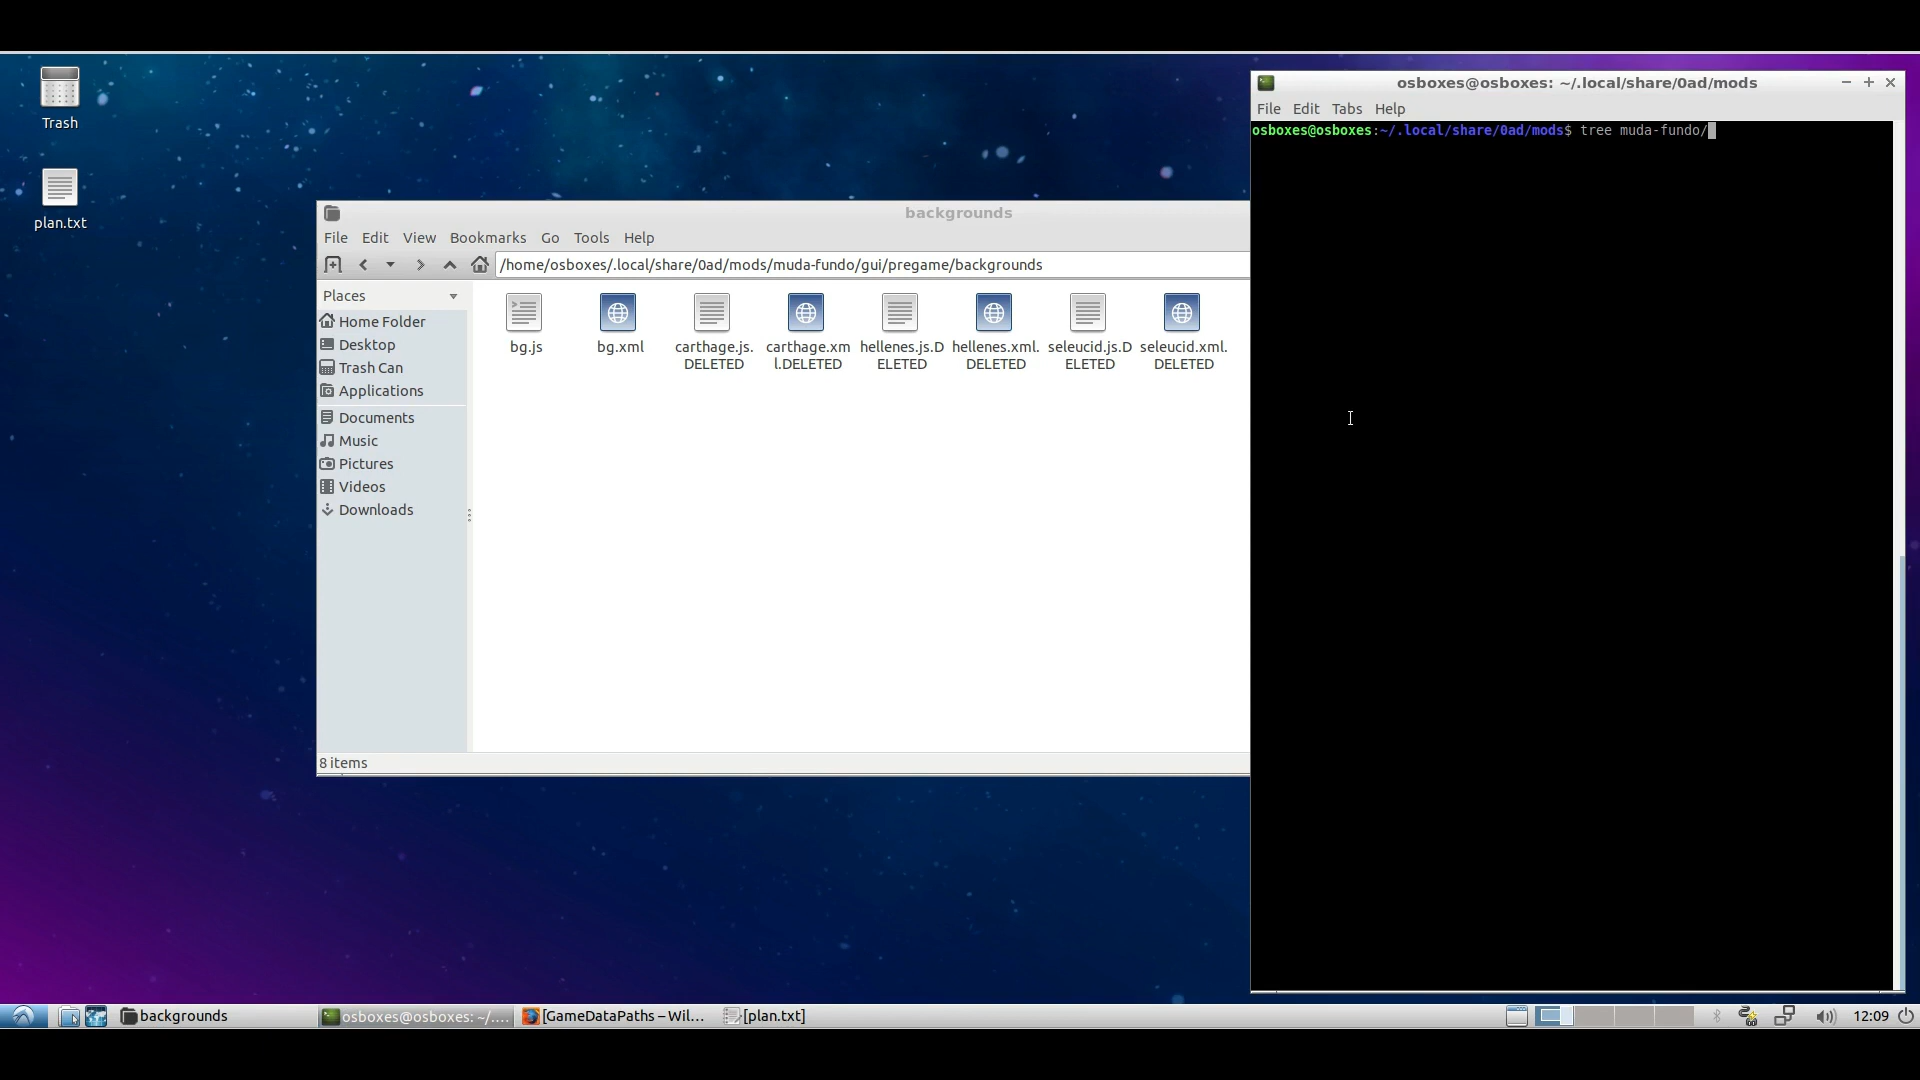 Trash
plan.txt
backgrounds
File Edit View Bookmarks Go Tools Help
/home/osboxes/.local/share/0ad/mods/muda-fundo/gui/pregame/backgrounds
Places
Home Folder
Desktop
Trash Can
Applications
Documents
Music
Pictures
Videos
Downloads
bg.js
bg.xml
carthage.js.
DELETED
carthage.xm
l.DELETED
hellenes.js.D
ELETED
hellenes.xml.
DELETED
seleucid.js.D
ELETED
seleucid.xml.
DELETED
8 items
osboxes@osboxes: ~/.local/share/0ad/mods
File Edit Tabs Help
osboxes@osboxes:~/.local/share/0ad/mods$ tree muda-fundo/
backgrounds
osboxes@osboxes: ~/....
[GameDataPaths – Wil...
[plan.txt]
12:09